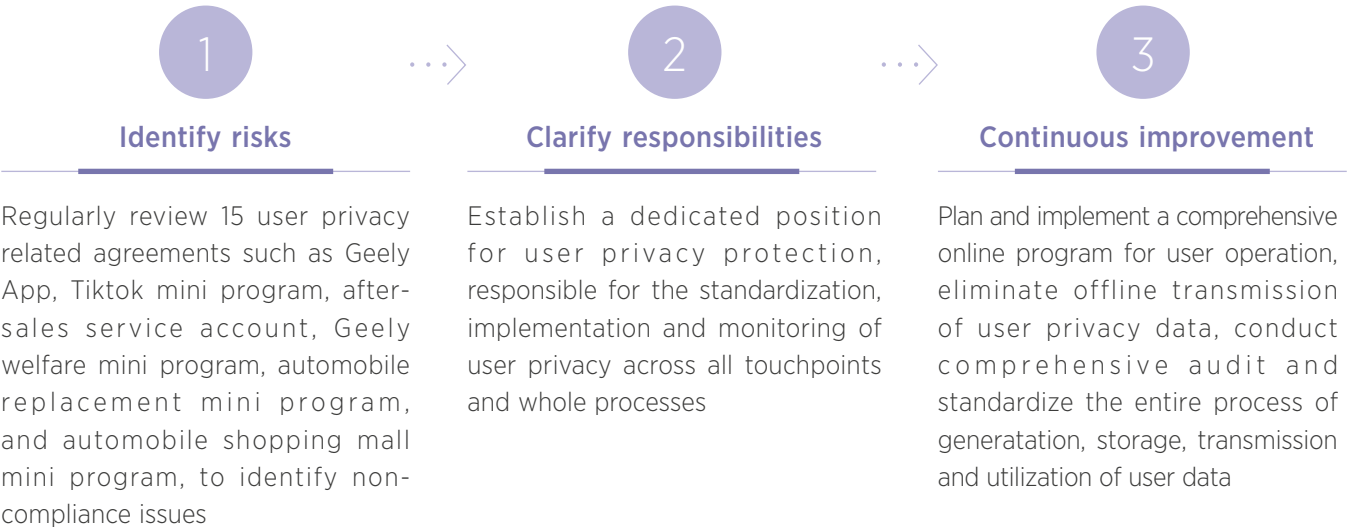 1
Identify risks
Regularly review 15 user privacy
related agreements such as Geely
App, Tiktok mini program, after-
sales service account, Geely
welfare mini program, automobile
replacement mini program,
and automobile shopping mall
mini program, to identify non-
compliance issues
2
Clarify responsibilities
Establish a dedicated position
for user privacy protection,
responsible for the standardization,
implementation and monitoring of
user privacy across all touchpoints
and whole processes
3
Continuous improvement
Plan and implement a comprehensive
online program for user operation,
eliminate offline transmission
of user privacy data, conduct
comprehensive audit and
standardize the entire process of
generatation, storage, transmission
and utilization of user data